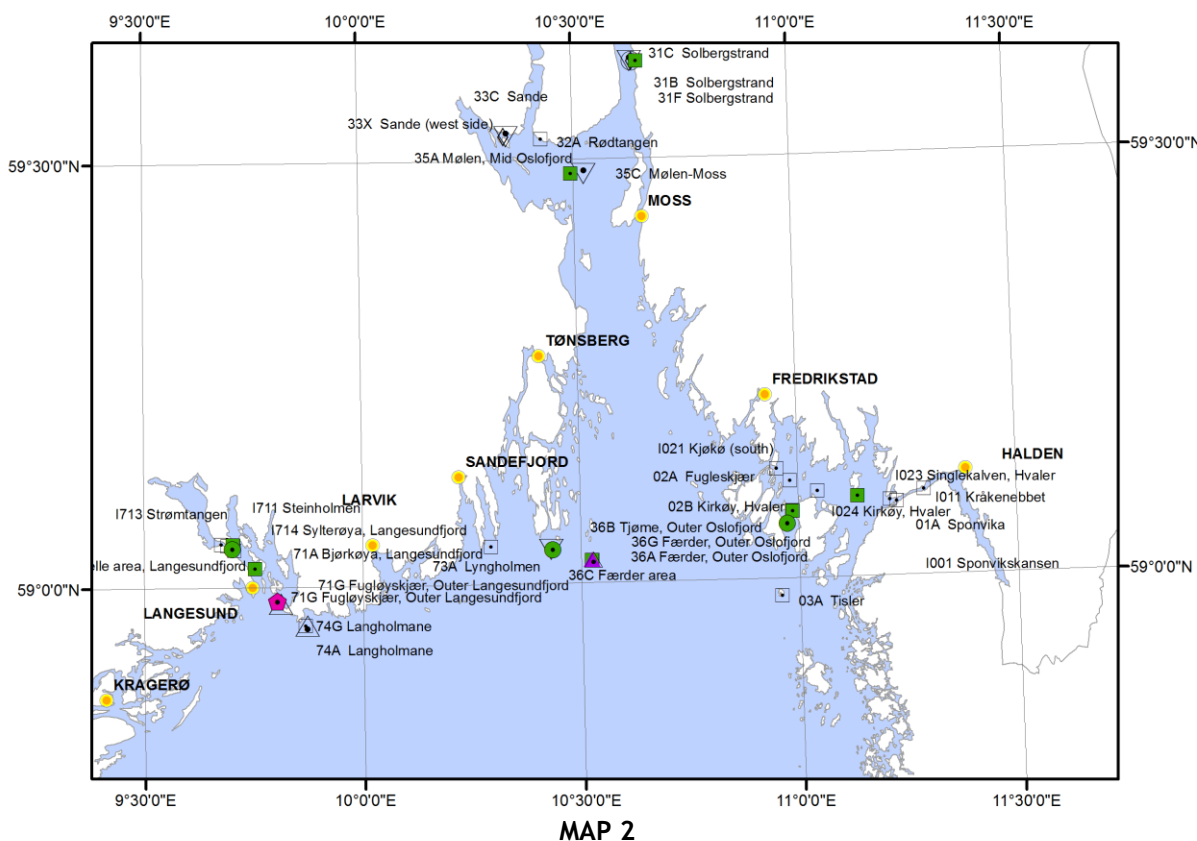 9°30'0"E
10°0'0"E
10°30'0"E
11°0'0"E
11°30'0"E
31C Solbergstrand
31B Solbergstrand
31F Solbergstrand
33C Sande
33X Sande (west side)
32A Rødtangen
59°30'0"N
59°30'0"N
35A Mølen, Mid Oslofjord
35C Mølen-Moss
MOSS
TØNSBERG
FREDRIKSTAD
I021 Kjøkø (south)
HALDEN
SANDEFJORD
02A Fugleskjær
I023 Singlekalven, Hvaler
LARVIK
I011 Kråkenebbet
I713 Strømtangen
I711 Steinholmen
02B Kirkøy, Hvaler
I024 Kirkøy, Hvaler
01A Sponvika
I714 Sylterøya, Langesundfjord
36B Tjøme, Outer Oslofjord
36G Færder, Outer Oslofjord
71A Bjørkøya, Langesundfjord
36A Færder, Outer Oslofjord
73A Lyngholmen
elle area, Langesundfjord
36C Færder area
I001 Sponvikskansen
59°0'0"N
59°0'0"N
71G Fugløyskjær, Outer Langesundfjord
71G Fugløyskjær, Outer Langesundfjord
03A Tisler
LANGESUND
74G Langholmane
74A Langholmane
KRAGERØ
9°30'0"E
10°0'0"E
10°30'0"E
11°0'0"E
11°30'0"E
MAP 2